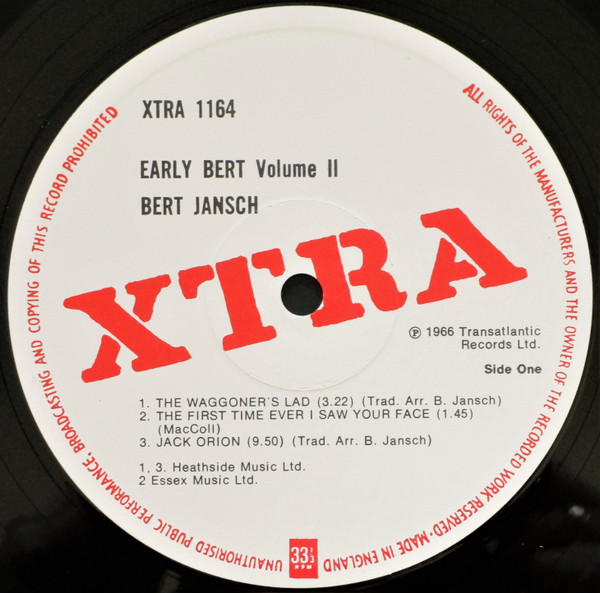 XTRA 1164
EARLY BERT Volume II
BERT JANSCH
XTRA
℗ 1966 Transatlantic
Records Ltd.
Side One
1. THE WAGGONER'S LAD (3.22) (Trad. Arr. B. Jansch)
2. THE FIRST TIME EVER I SAW YOUR FACE (1.45)
(MacColl)
3. JACK ORION (9.50) (Trad. Arr. B. Jansch)
1, 3. Heathside Music Ltd.
2 Essex Music Ltd.
ALL RIGHTS OF THE MANUFACTURERS AND THE OWNER OF THE RECORDED WORK RESERVED·MADE IN ENGLAND
33⅓
RPM
UNAUTHORISED PUBLIC PERFORMANCE, BROADCASTING AND COPYING OF THIS RECORD PROHIBITED